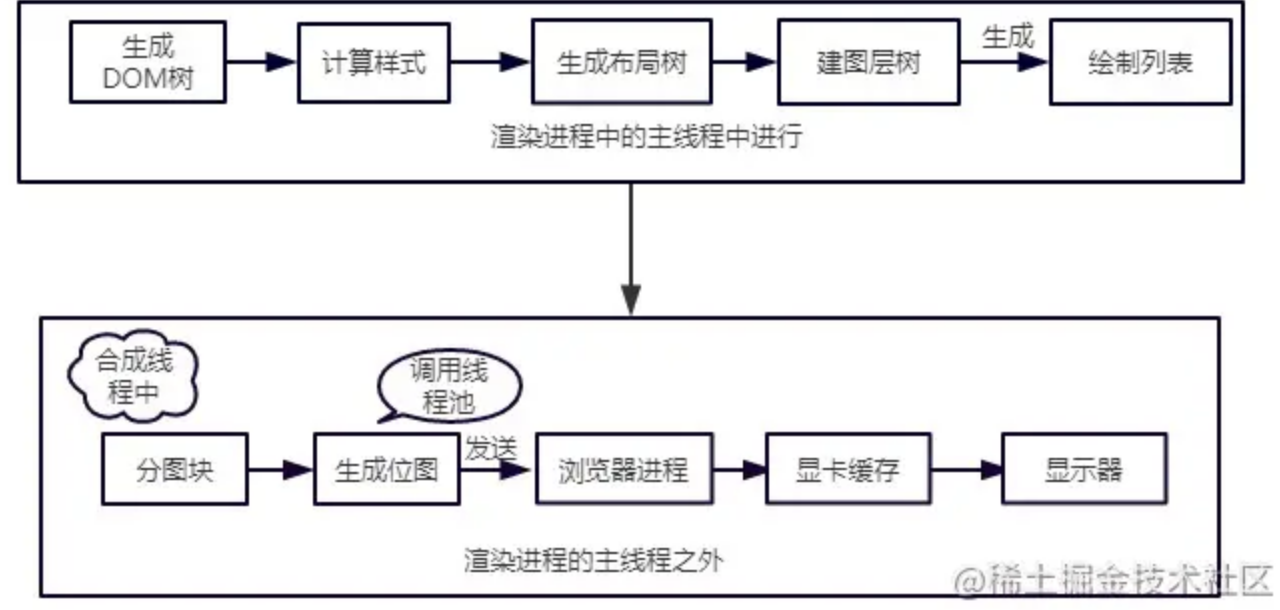 生成
DOM树
计算样式
生成布局树
建图层树
生成
绘制列表
渲染进程中的主线程中进行
合成线
程中
调用线
程池
分图块
生成位图
发送
浏览器进程
显卡缓存
显示器
渲染进程的主线程之外
@稀土掘金技术社区